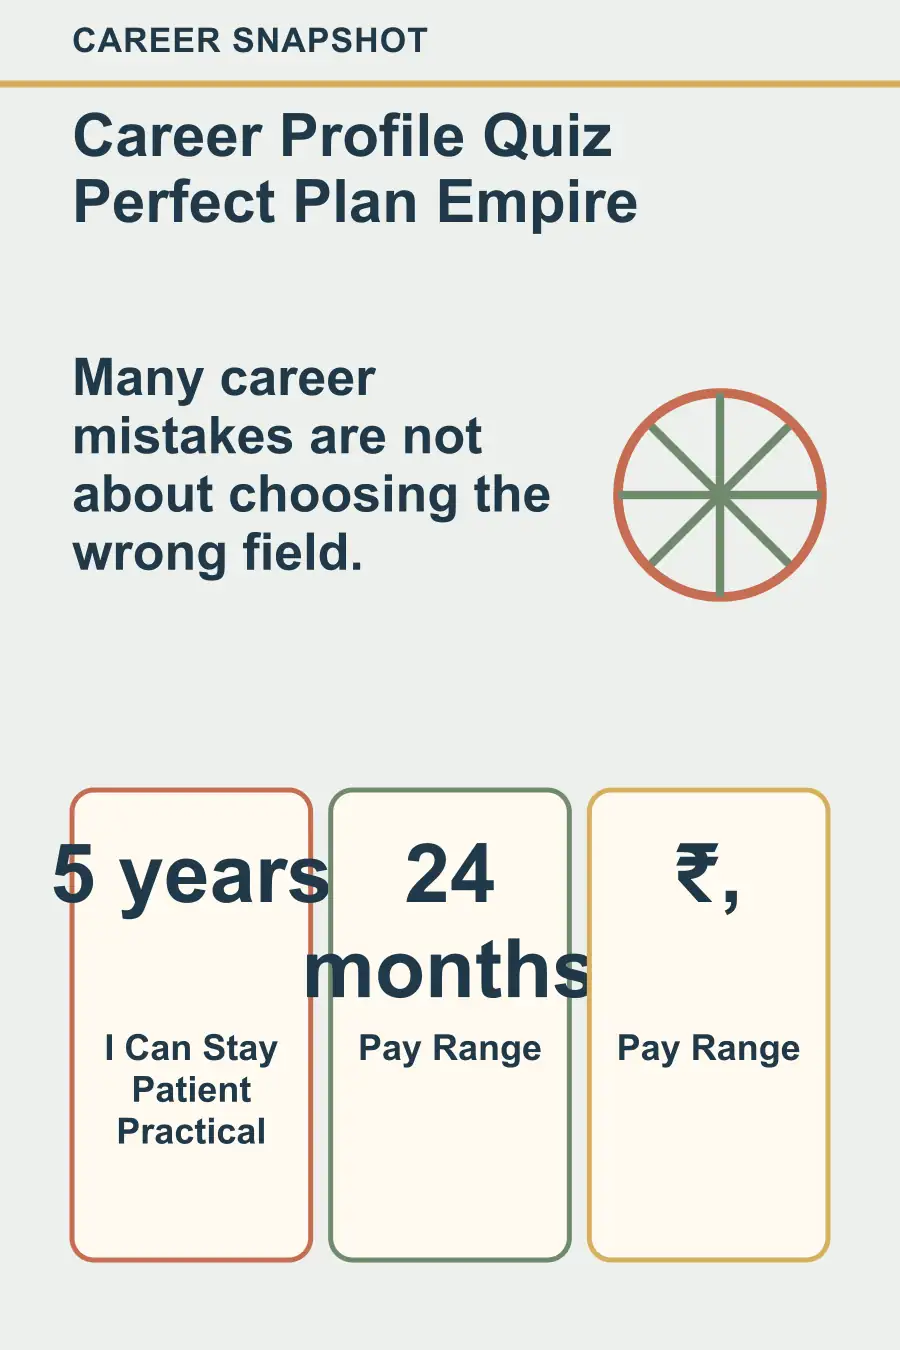 CAREER SNAPSHOT
Career Profile Quiz
Perfect Plan Empire
Many career
mistakes are not
about choosing the
wrong field.
5 years
I Can Stay
Patient
Practical
24
months
Pay Range
₹,
Pay Range